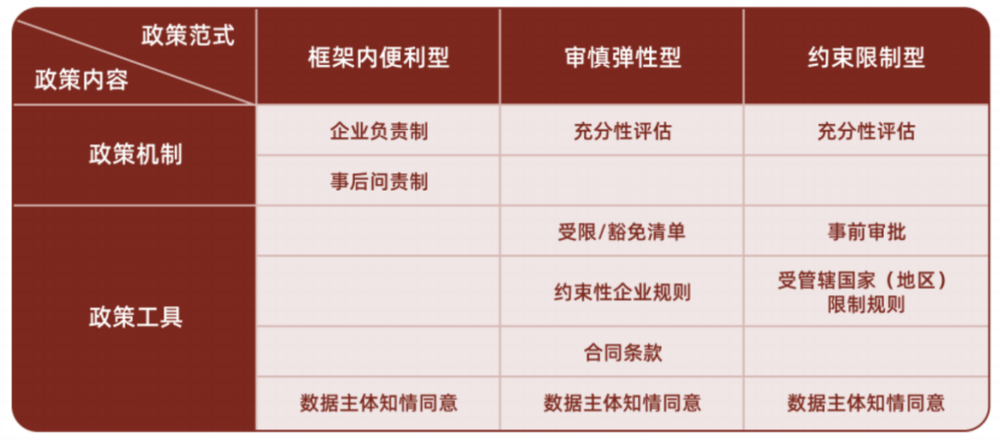 政策范式
政策内容
框架内便利型
审慎弹性型
约束限制型
政策机制
企业负责制
充分性评估
充分性评估
事后问责制
政策工具
受限/豁免清单
事前审批
约束性企业规则
受管辖国家（地区）
限制规则
合同条款
数据主体知情同意
数据主体知情同意
数据主体知情同意